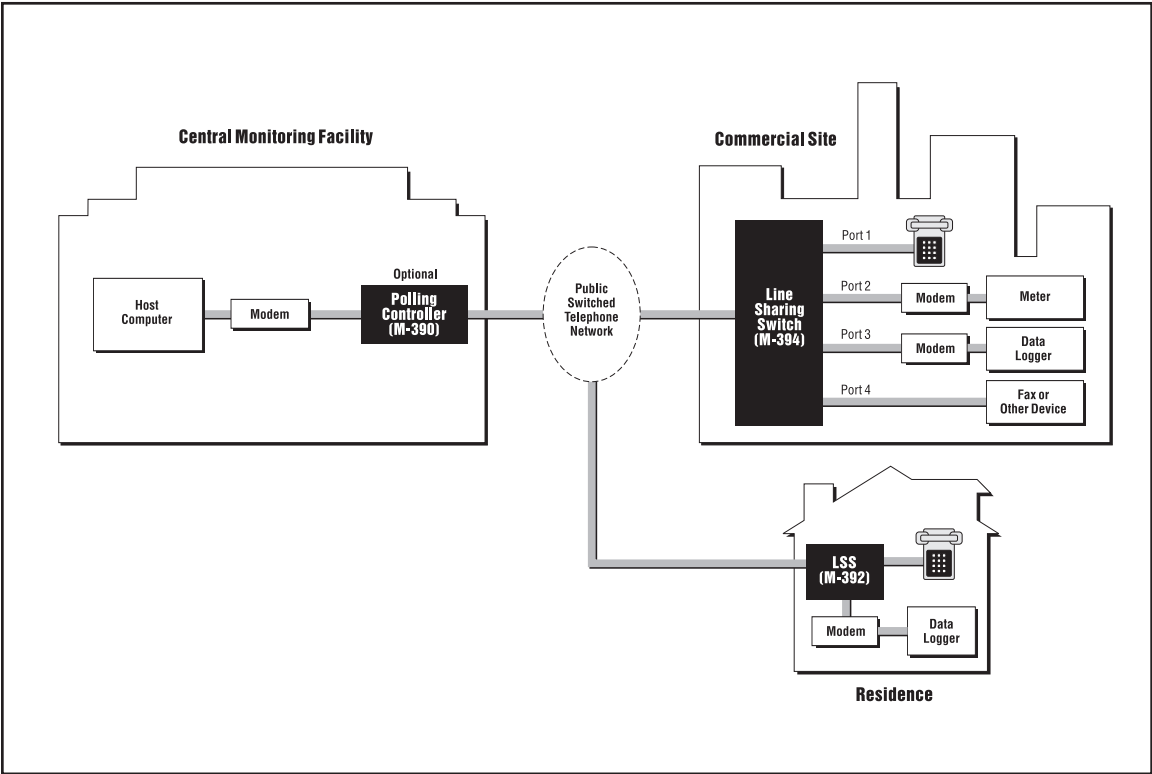 Central Monitoring Facility
Host
Computer
Modem
Optional
Polling
Controller
(M-390)
Public
Switched
Telephone
Network
Commercial Site
Line
Sharing
Switch
(M-394)
Port 1
Port 2
Modem
Meter
Port 3
Modem
Data
Logger
Port 4
Fax or
Other Device
LSS
(M-392)
Modem
Data
Logger
Residence